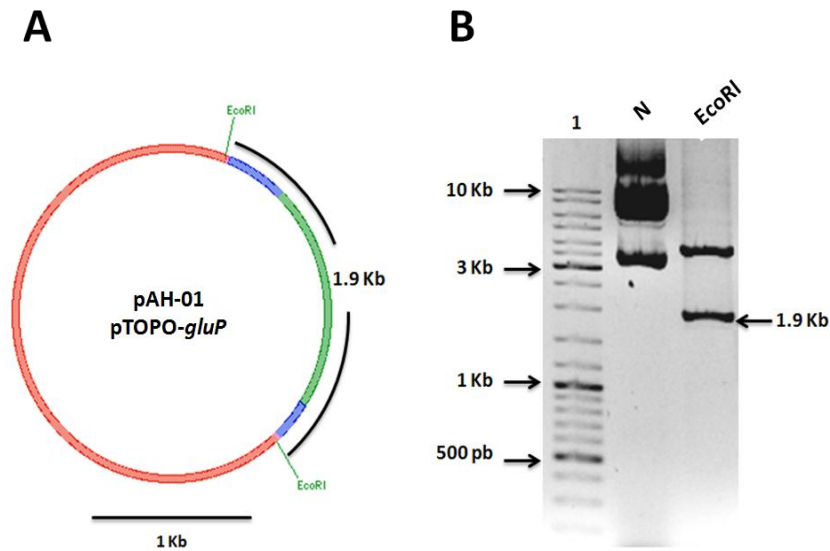 A
EcoRI
1.9 Kb
pAH-01
pTOPO-gluP
EcoRI
1 Kb
B
1
N
EcoRI
10 Kb
3 Kb
1.9 Kb
1 Kb
500 pb